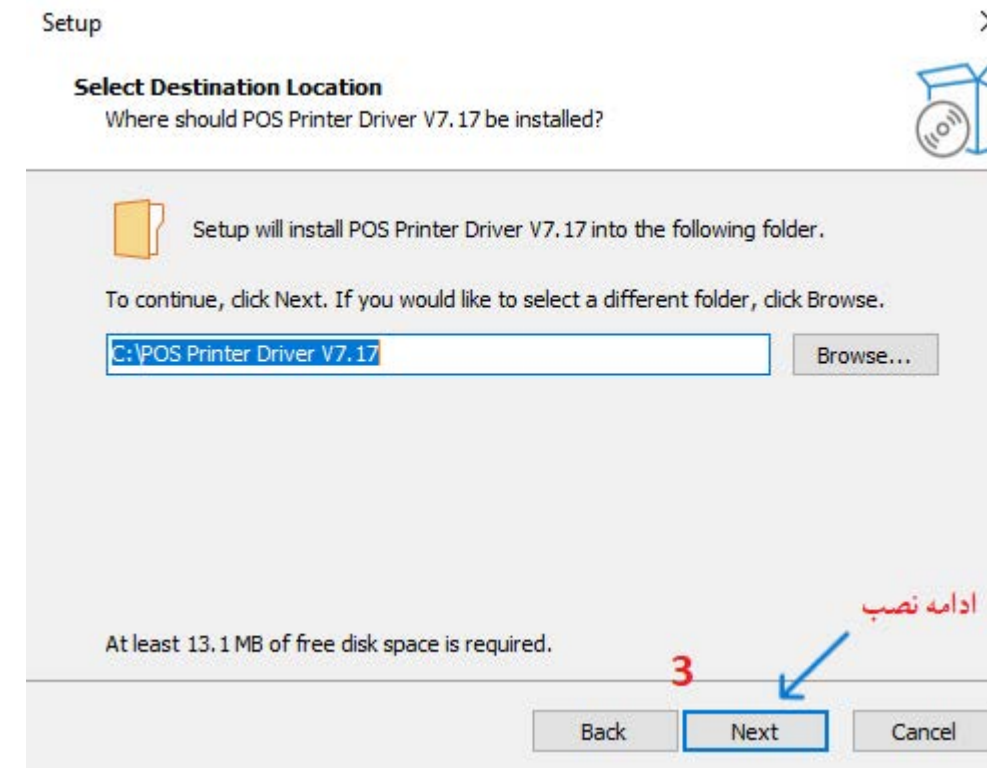 Setup
Select Destination Location
Where should POS Printer Driver V7.17 be installed?
Setup will install POS Printer Driver V7.17 into the following folder.
To continue, click Next. If you would like to select a different folder, click Browse.
C:\POS Printer Driver V7.17
Browse...
ادامه نصب
At least 13.1 MB of free disk space is required.
3
Back
Next
Cancel